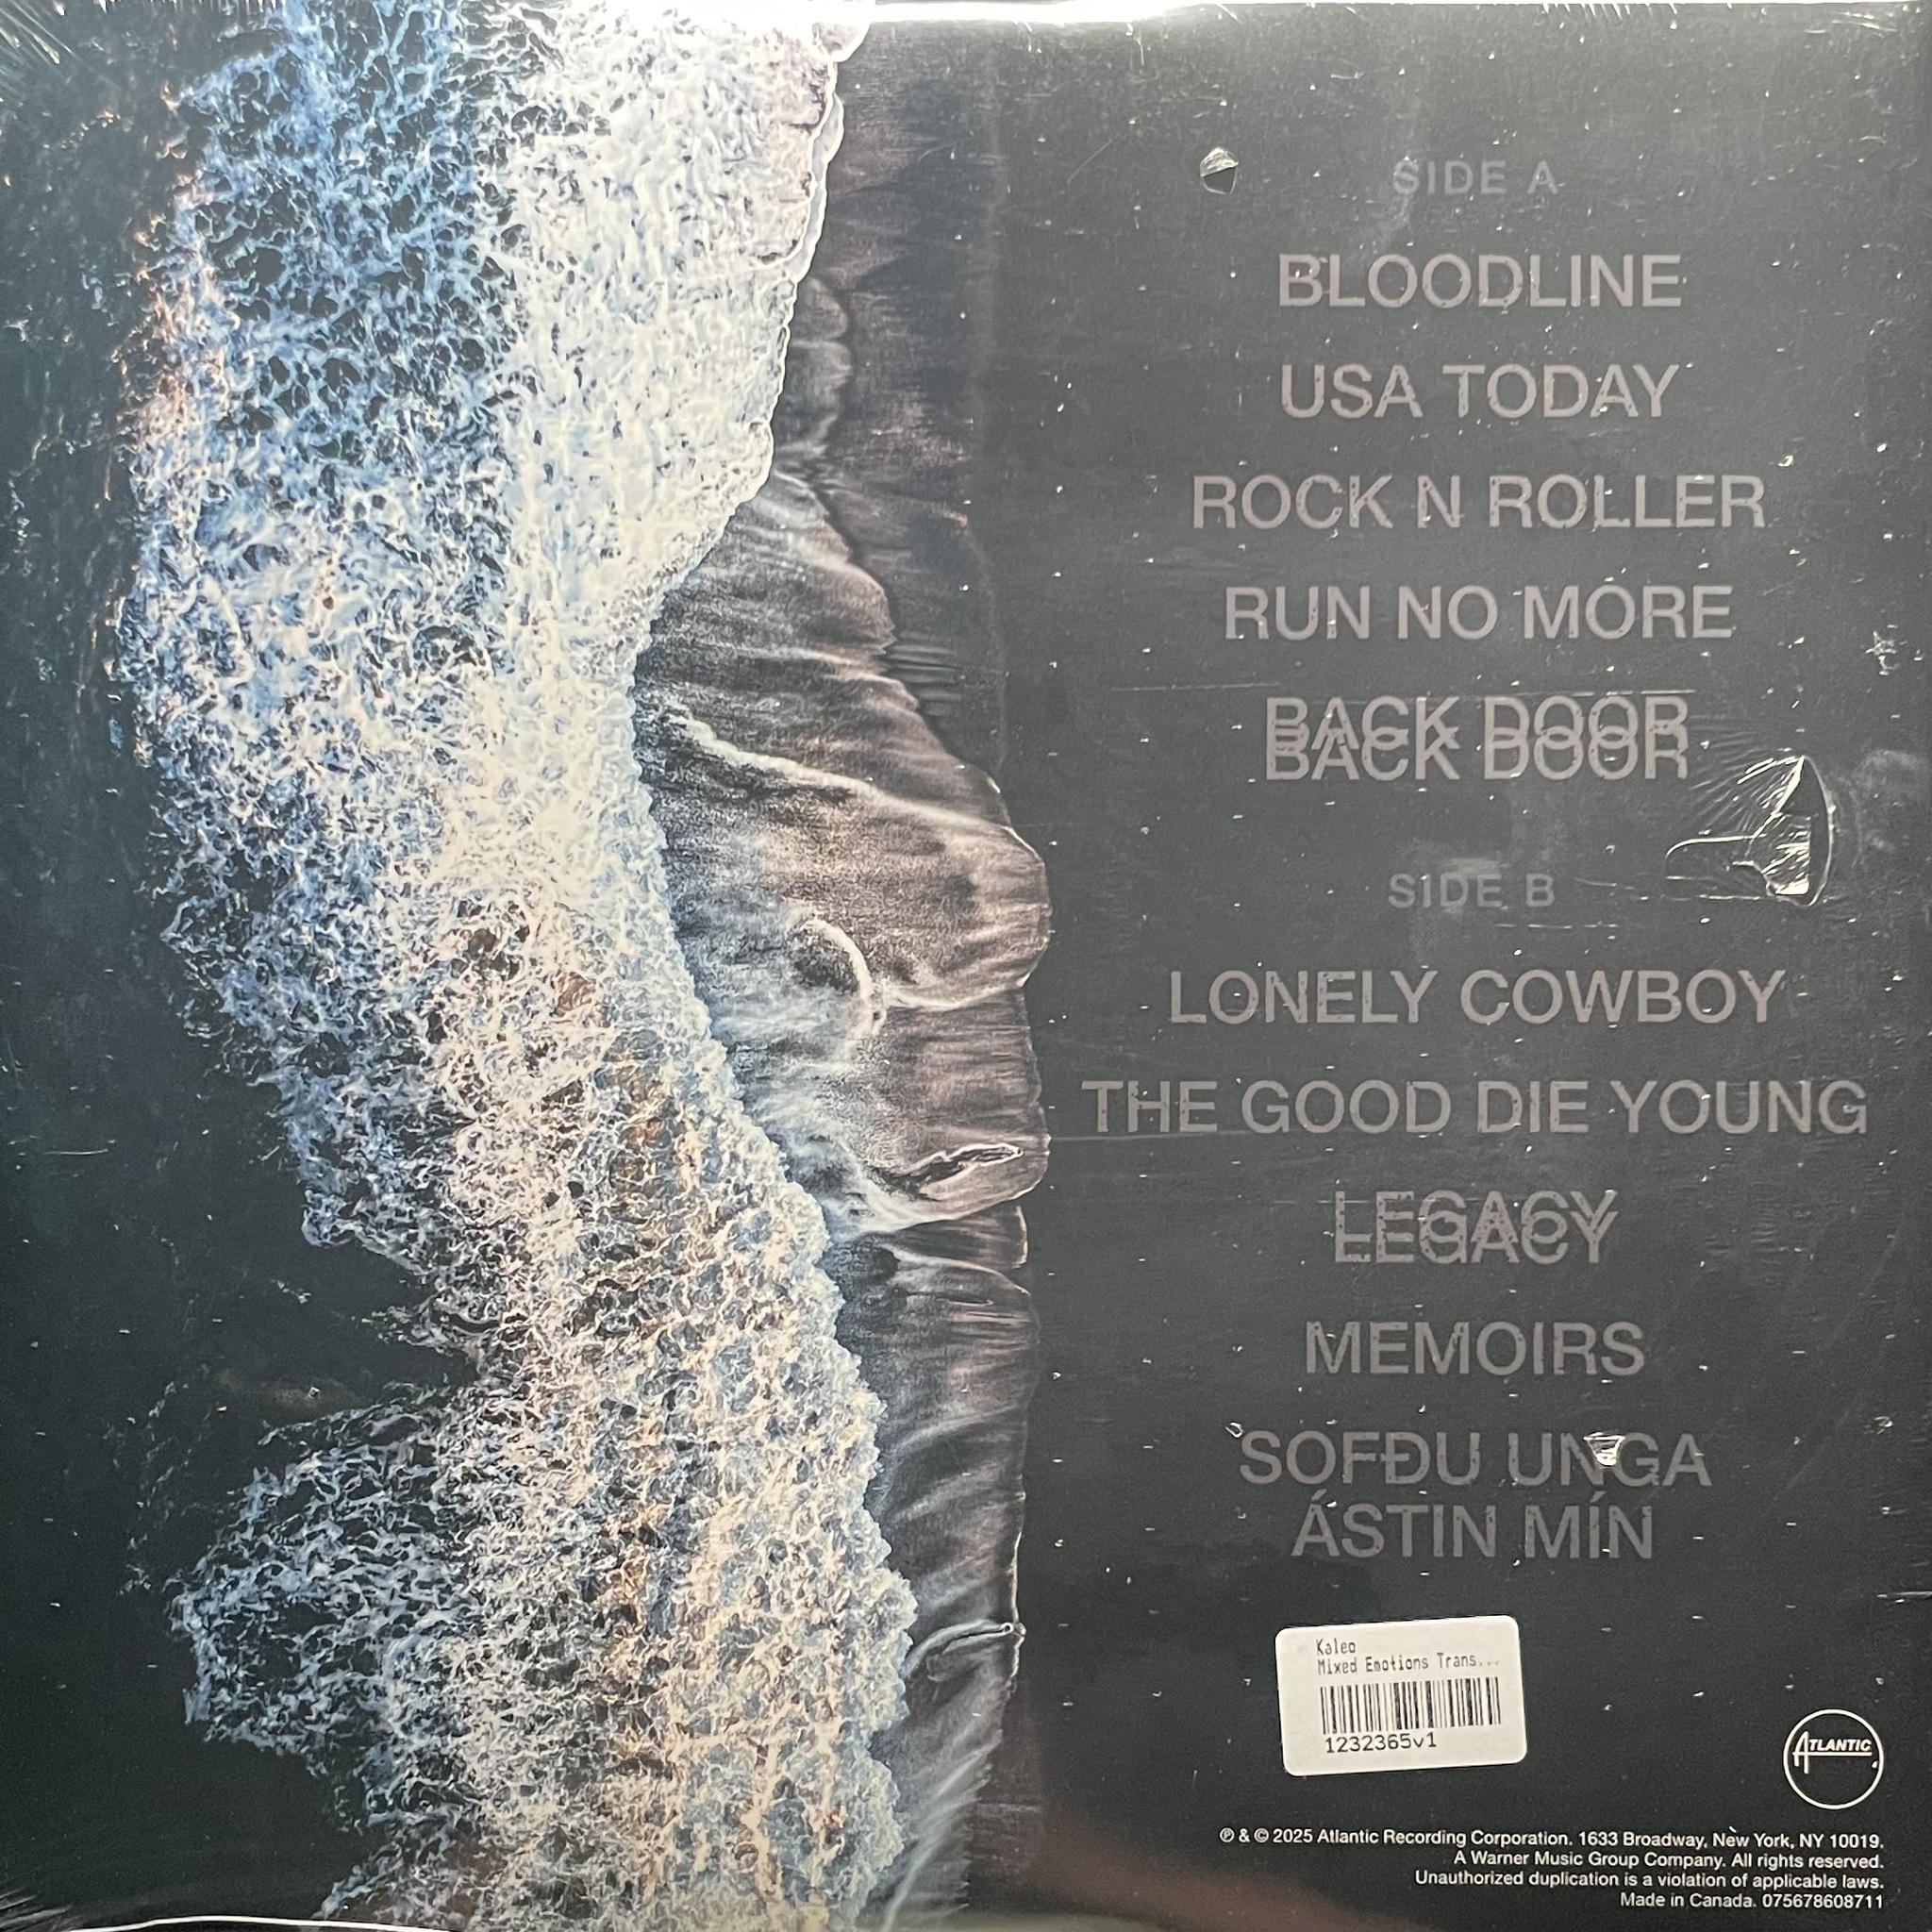 SIDE A
BLOODLINE
USA TODAY
ROCK N ROLLER
RUN NO MORE
BACK DOOR
BACK DOOR
SIDE B
LONELY COWBOY
THE GOOD DIE YOUNG
LEGACY
LEGACY
MEMOIRS
SOFÐU UNGA
ÁSTIN MÍN
Kaleo
Mixed Emotions Trans...
1232365v1
ATLANTIC
℗ & © 2025 Atlantic Recording Corporation. 1633 Broadway, New York, NY 10019.
A Warner Music Group Company. All rights reserved.
Unauthorized duplication is a violation of applicable laws.
Made in Canada. 075678608711